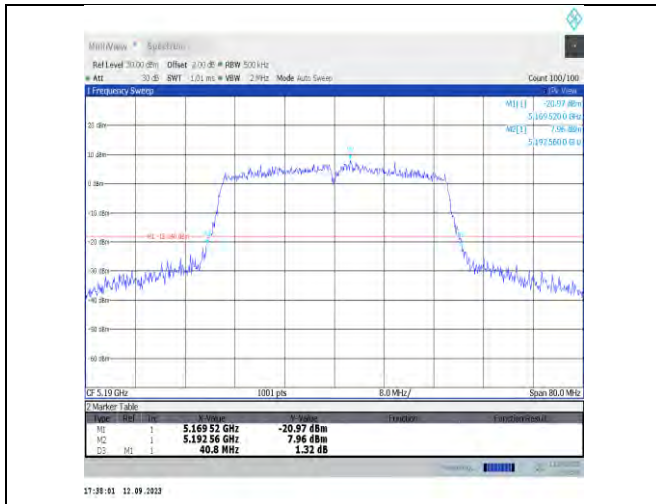 MultiView Spectrum
Ref Level 30.00 dBm Offset 2.00 dB RBW 500 kHz
Att 30 dB SWT 1.01 ms VBW 2 MHz Mode Auto Sweep Count 100/100
1 Frequency Sweep
M1[1] -20.97 dBm
5.169520 0 GHz
M2[1] 7.96 dBm
5.192560 0 GHz
20 dBm
10 dBm
0 dBm
-10 dBm
-20 dBm
-30 dBm
-40 dBm
-50 dBm
-60 dBm
CF 5.19 GHz 1001 pts 8.0 MHz/ Span 80.0 MHz
2 Marker Table
Type Ref Trc X-Value Y-Value Function Function Result
M1 1 5.169 52 GHz -20.97 dBm
M2 1 5.192 56 GHz 7.96 dBm
D3 M1 1 40.8 MHz 1.32 dB
17:38:01 12.09.2023